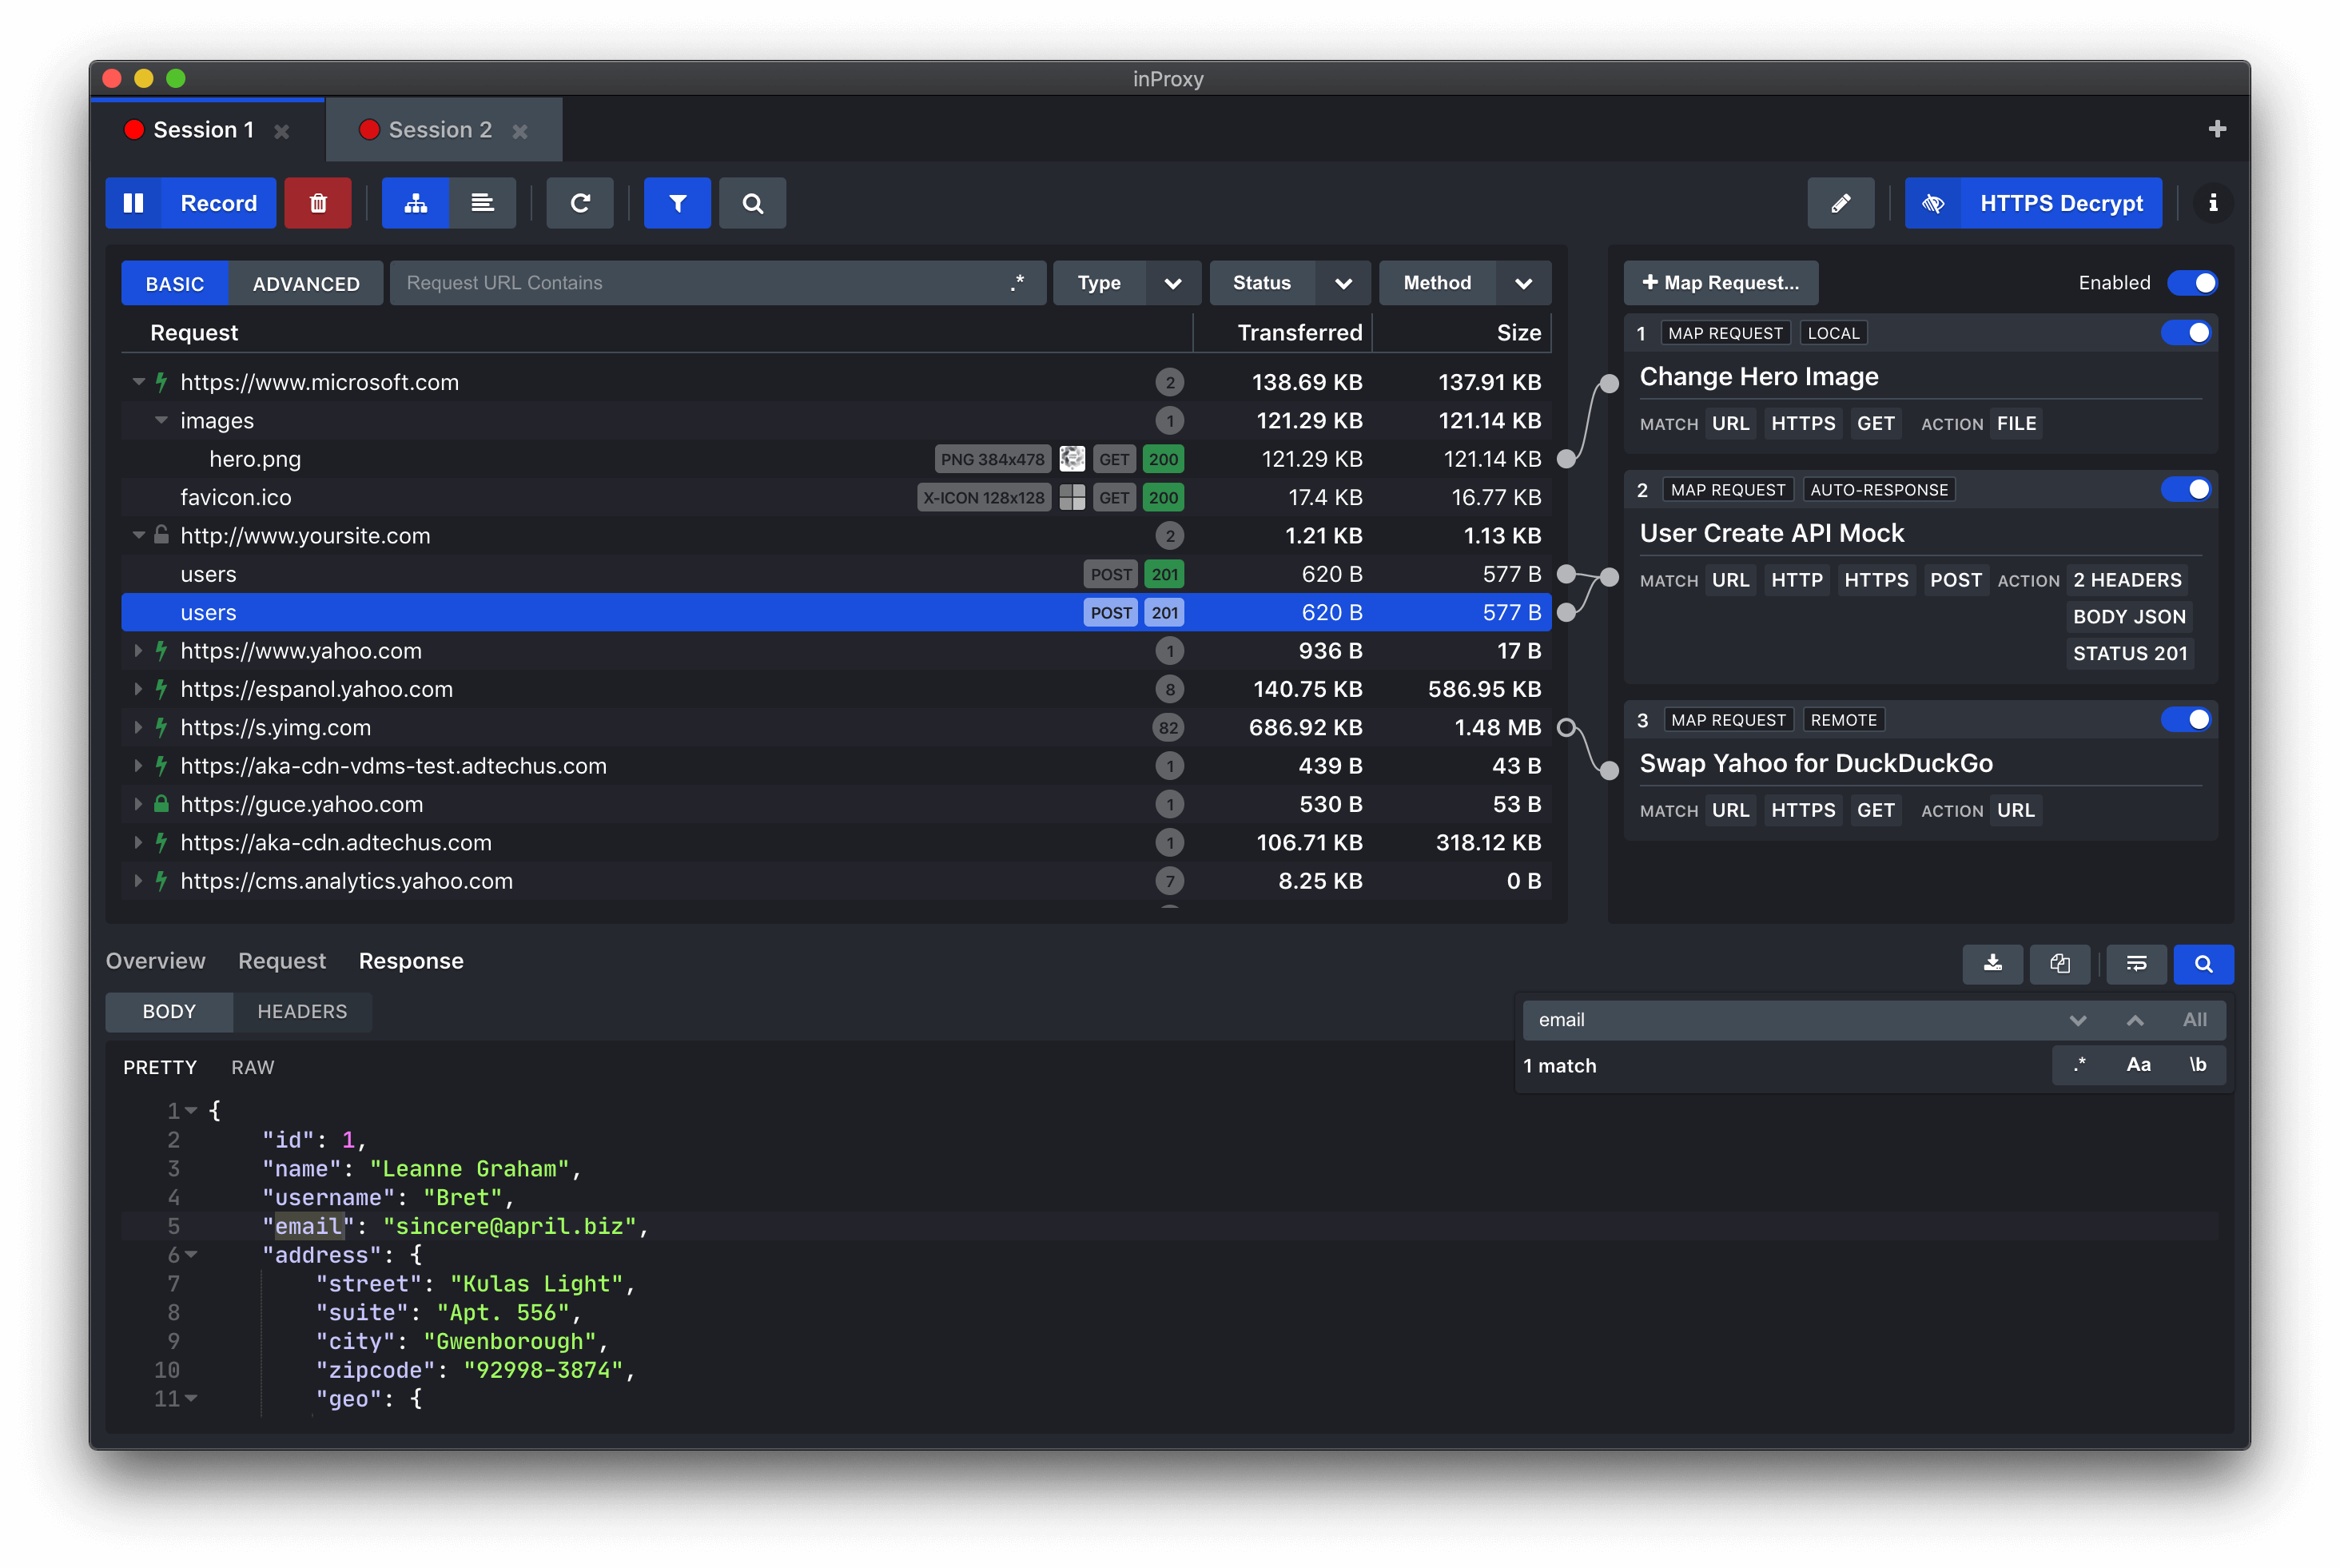 inProxy
Session 1
Session 2
Record
HTTPS Decrypt
BASIC ADVANCED Request URL Contains .* Type Status Method
Request Transferred Size
https://www.microsoft.com 2 138.69 KB 137.91 KB
images 1 121.29 KB 121.14 KB
hero.png PNG 384x478 GET 200 121.29 KB 121.14 KB
favicon.ico X-ICON 128x128 GET 200 17.4 KB 16.77 KB
http://www.yoursite.com 2 1.21 KB 1.13 KB
users POST 201 620 B 577 B
users POST 201 620 B 577 B
https://www.yahoo.com 1 936 B 17 B
https://espanol.yahoo.com 8 140.75 KB 586.95 KB
https://s.yimg.com 82 686.92 KB 1.48 MB
https://aka-cdn-vdms-test.adtechus.com 1 439 B 43 B
https://guce.yahoo.com 1 530 B 53 B
https://aka-cdn.adtechus.com 1 106.71 KB 318.12 KB
https://cms.analytics.yahoo.com 7 8.25 KB 0 B
+ Map Request... Enabled
1 MAP REQUEST LOCAL
Change Hero Image
MATCH URL HTTPS GET ACTION FILE
2 MAP REQUEST AUTO-RESPONSE
User Create API Mock
MATCH URL HTTP HTTPS POST ACTION 2 HEADERS
BODY JSON
STATUS 201
3 MAP REQUEST REMOTE
Swap Yahoo for DuckDuckGo
MATCH URL HTTPS GET ACTION URL
Overview Request Response
BODY HEADERS
email All
1 match .* Aa \b
PRETTY RAW
1 {
2 "id": 1,
3 "name": "Leanne Graham",
4 "username": "Bret",
5 "email": "sincere@april.biz",
6 "address": {
7 "street": "Kulas Light",
8 "suite": "Apt. 556",
9 "city": "Gwenborough",
10 "zipcode": "92998-3874",
11 "geo": {